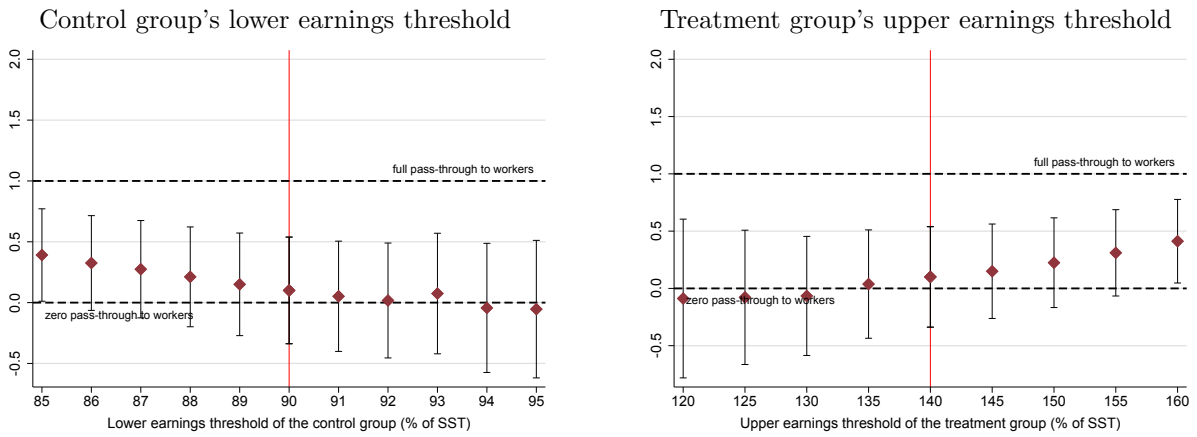 Control group's lower earnings threshold
2.0
1.5
1.0
0.5
0.0
-0.5
full pass-through to workers
zero pass-through to workers
85 86 87 88 89 90 91 92 93 94 95
Lower earnings threshold of the control group (% of SST)
Treatment group's upper earnings threshold
2.0
1.5
1.0
0.5
0.0
-0.5
full pass-through to workers
zero pass-through to workers
120 125 130 135 140 145 150 155 160
Upper earnings threshold of the treatment group (% of SST)